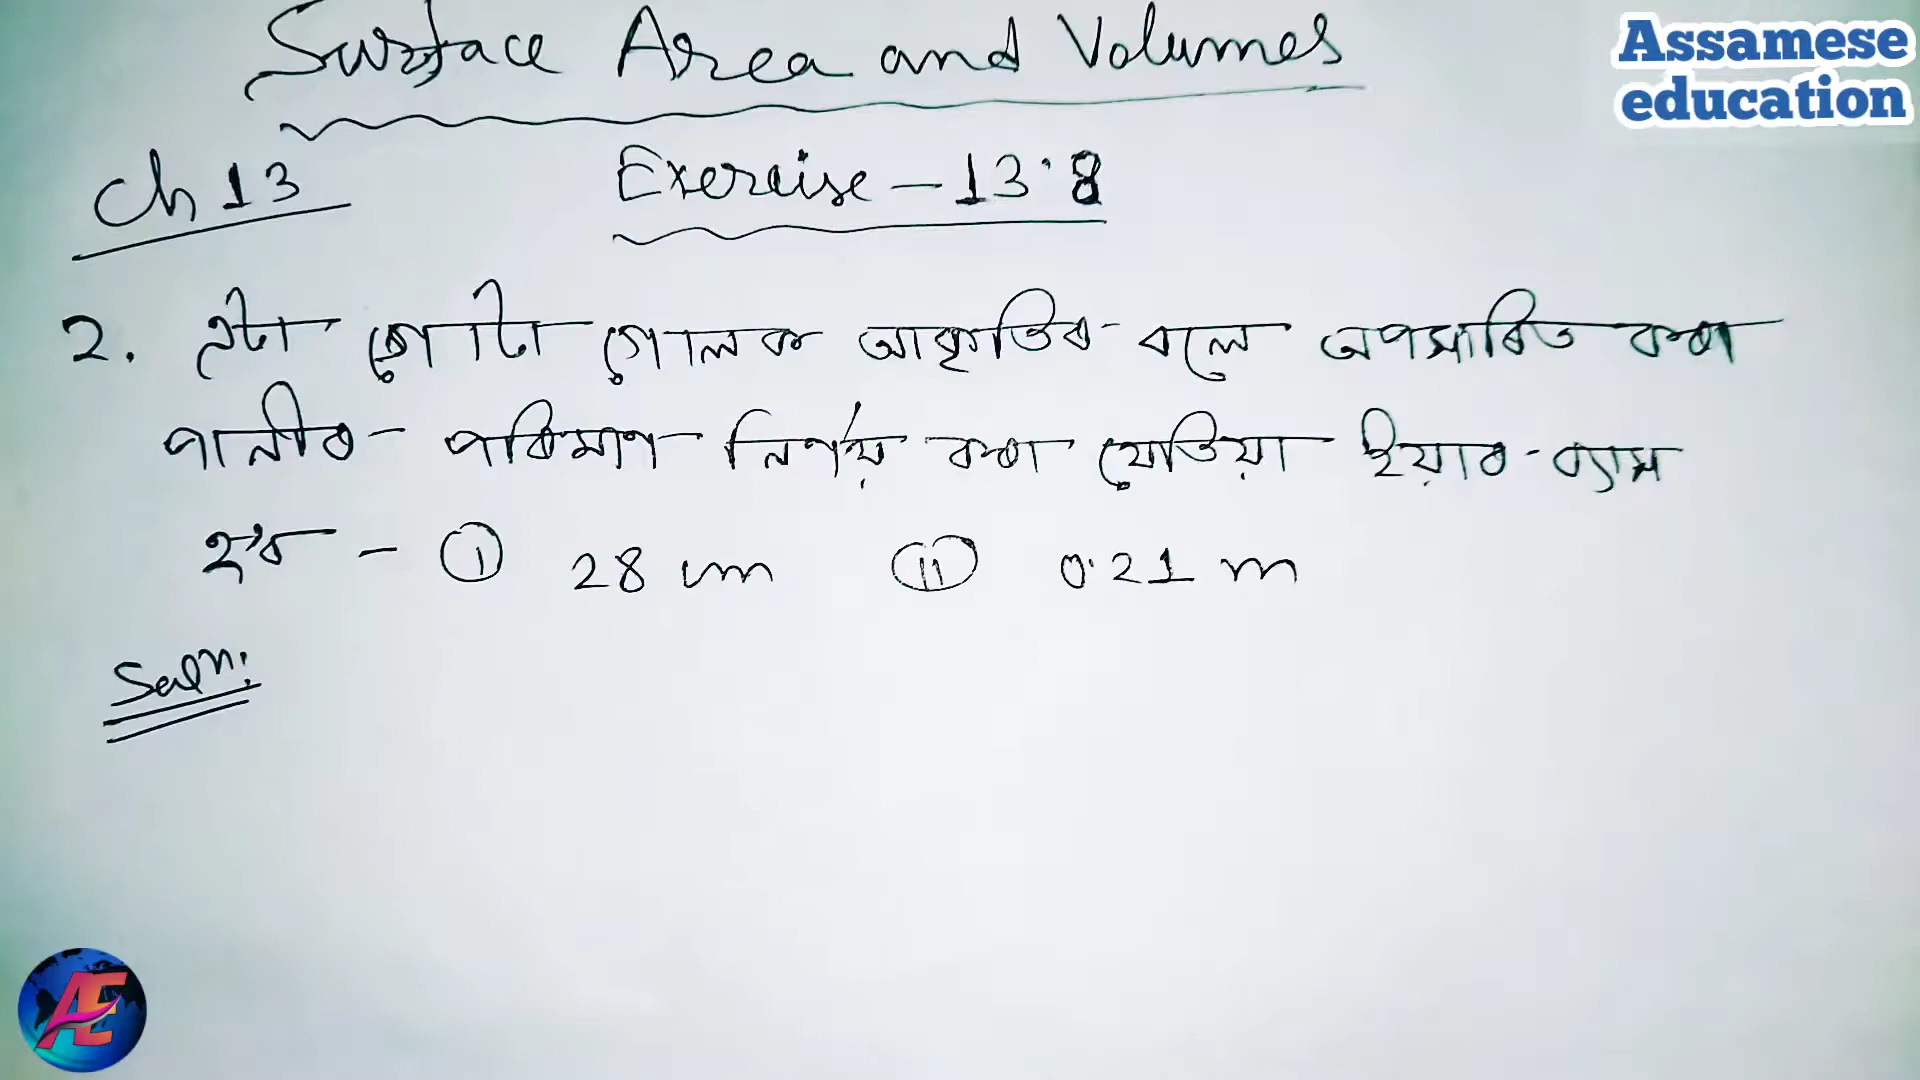 Surface Area and Volumes
Assamese
education
Ch 13
Exercise - 13.8
2. এটা গোটা গোলক আকৃতিৰ বলে অপসাৰিত কৰা
পানীৰ পৰিমাণ নিৰ্ণয় কৰা যেতিয়া ইয়াৰ ব্যাস
হ'ব - (i) 28 cm (ii) 0.21 m
Soln:
AE